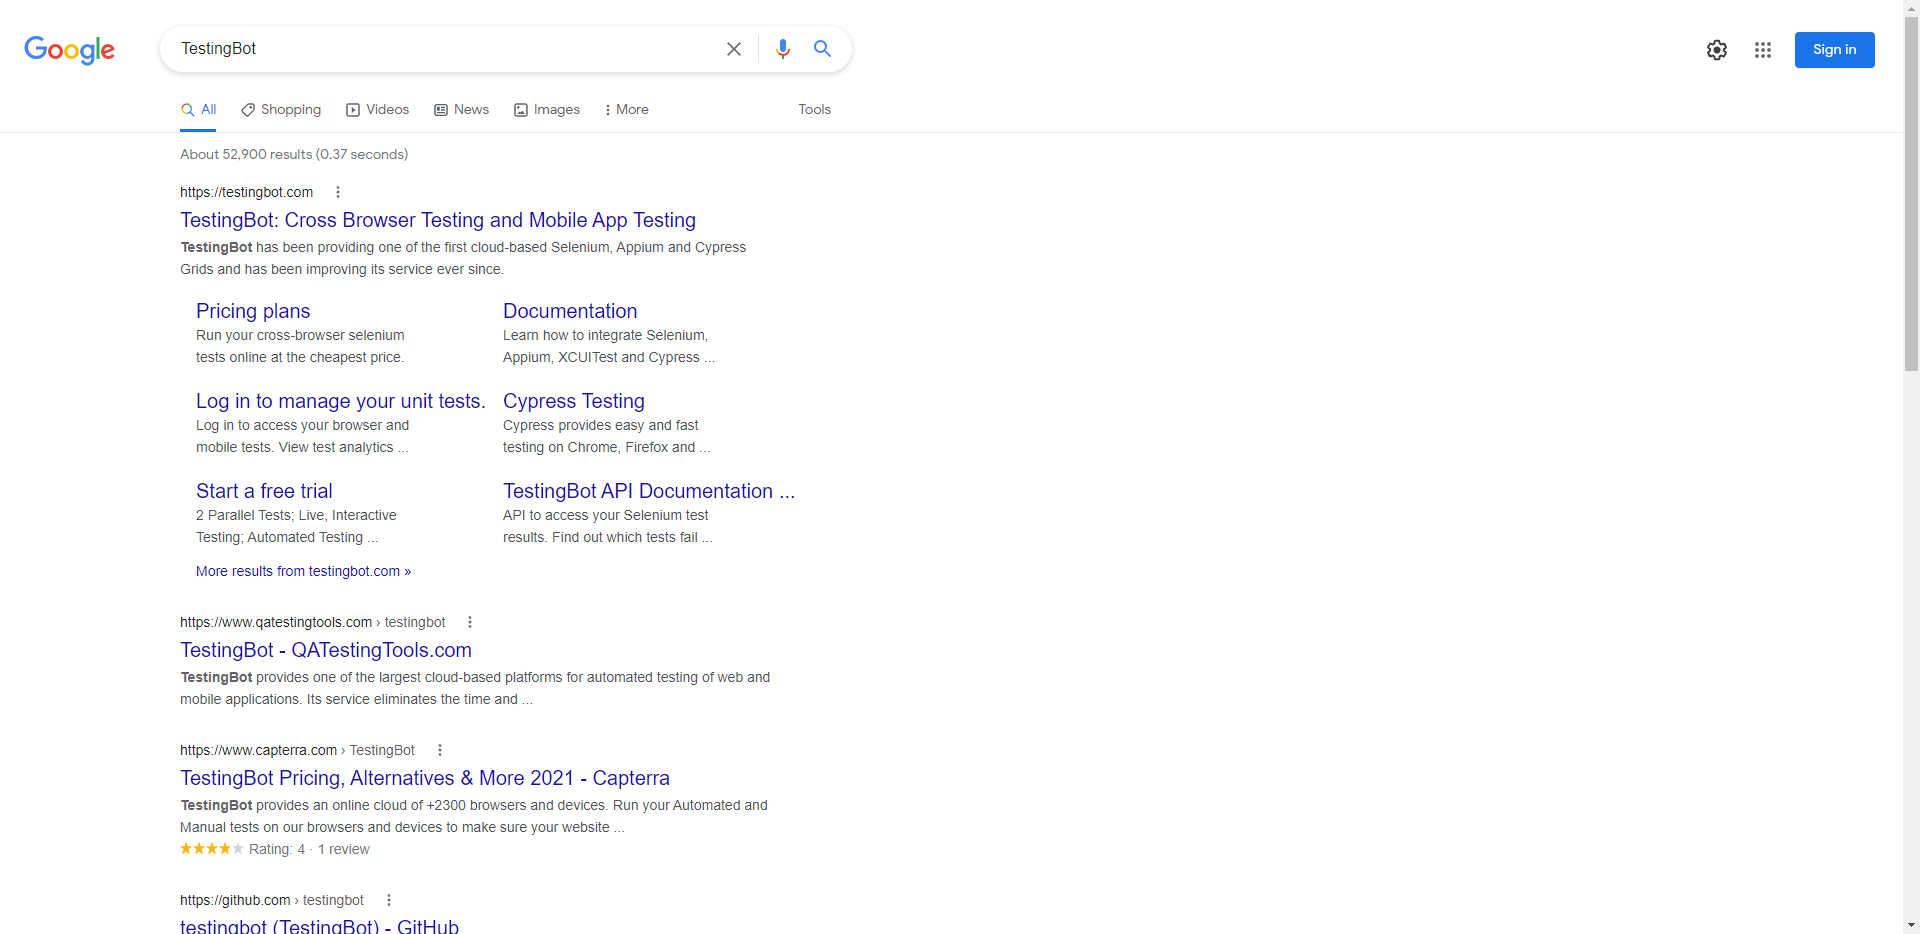 Google
TestingBot
Sign in
All
Shopping
Videos
News
Images
More
Tools
About 52,900 results (0.37 seconds)
https://testingbot.com
TestingBot: Cross Browser Testing and Mobile App Testing
TestingBot has been providing one of the first cloud-based Selenium, Appium and Cypress
Grids and has been improving its service ever since.
Pricing plans
Run your cross-browser selenium
tests online at the cheapest price.
Documentation
Learn how to integrate Selenium,
Appium, XCUITest and Cypress ...
Log in to manage your unit tests.
Log in to access your browser and
mobile tests. View test analytics ...
Cypress Testing
Cypress provides easy and fast
testing on Chrome, Firefox and ...
Start a free trial
2 Parallel Tests; Live, Interactive
Testing; Automated Testing ...
TestingBot API Documentation ...
API to access your Selenium test
results. Find out which tests fail ...
More results from testingbot.com »
https://www.qatestingtools.com › testingbot
TestingBot - QATestingTools.com
TestingBot provides one of the largest cloud-based platforms for automated testing of web and
mobile applications. Its service eliminates the time and ...
https://www.capterra.com › TestingBot
TestingBot Pricing, Alternatives & More 2021 - Capterra
TestingBot provides an online cloud of +2300 browsers and devices. Run your Automated and
Manual tests on our browsers and devices to make sure your website ...
Rating: 4 · 1 review
https://github.com › testingbot
testingbot (TestingBot) - GitHub